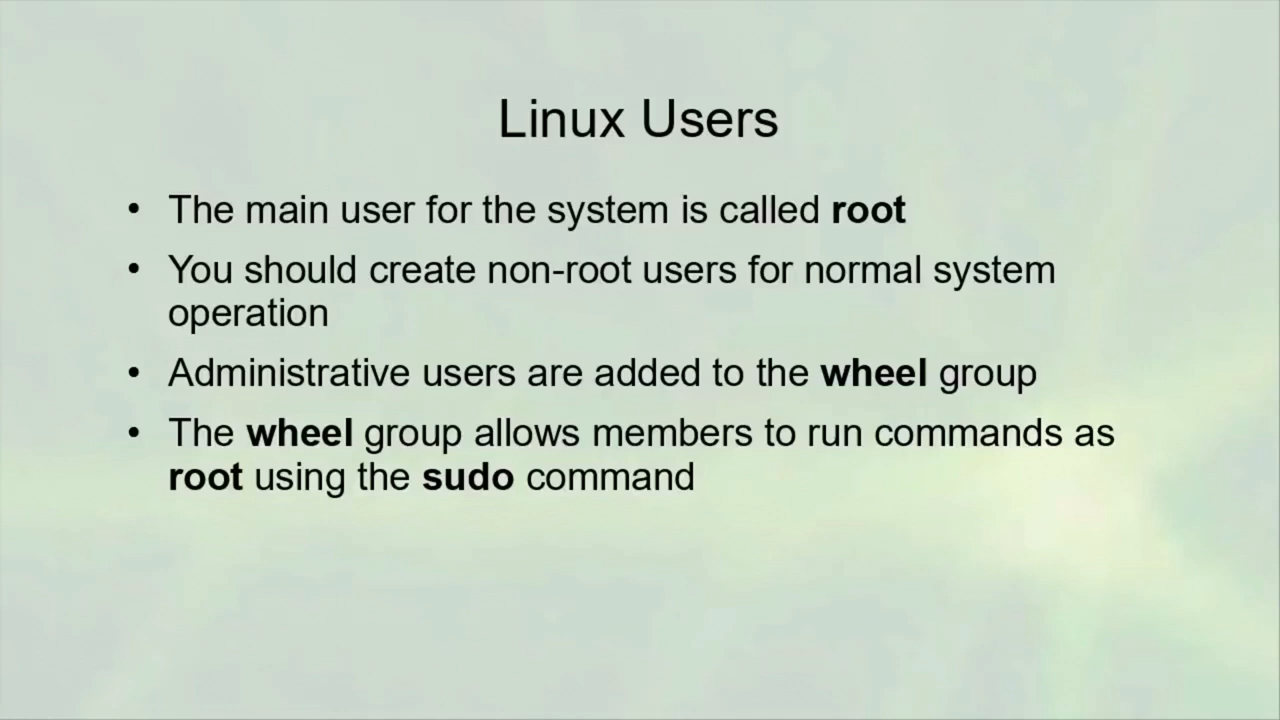 Linux Users
• The main user for the system is called root
• You should create non-root users for normal system
operation
• Administrative users are added to the wheel group
• The wheel group allows members to run commands as
root using the sudo command